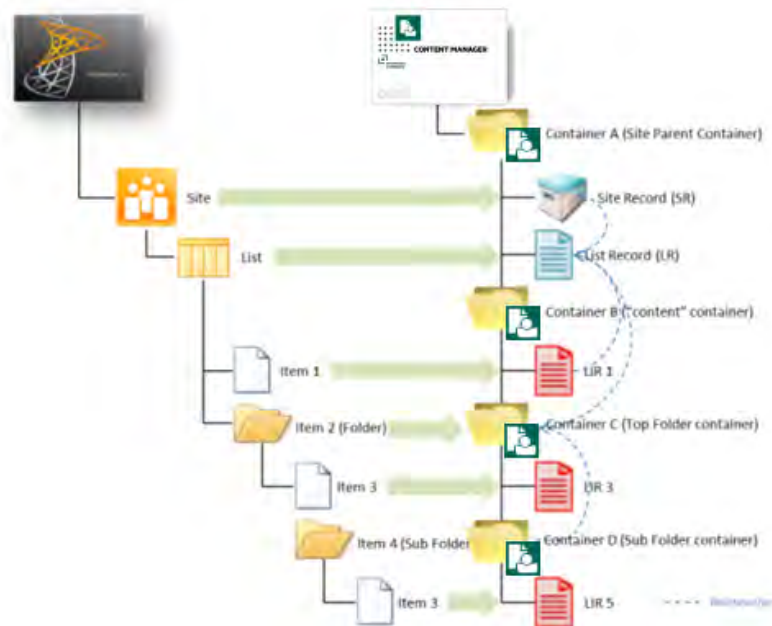 CONTENT MANAGER
Container A (Site Parent Container)
Site
Site Record (SR)
List
List Record (LR)
Container B ("content" container)
Item 1
LIR 1
Item 2 (Folder)
Container C (Top Folder container)
Item 3
LIR 3
Item 4 (Sub Folder
Container D (Sub Folder container)
Item 3
LIR 5